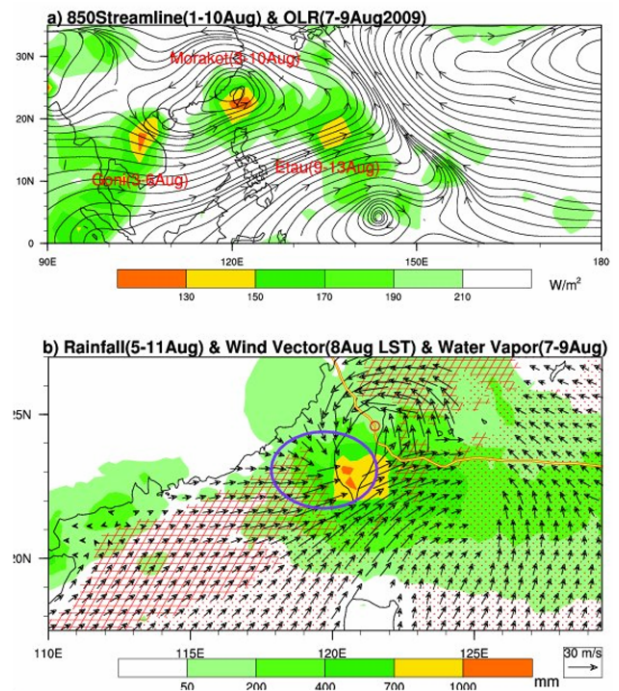 a) 850Streamline(1-10Aug) & OLR(7-9Aug2009)
30N
Morakot(5-10Aug)
20N
Etau(9-13Aug)
10N
Goni(3-6Aug)
0
90E 120E 150E 180
130 150 170 190 210 W/m²
b) Rainfall(5-11Aug) & Wind Vector(8Aug LST) & Water Vapor(7-9Aug)
25N
20N
110E 115E 120E 125E
30 m/s
50 200 400 700 1000 mm